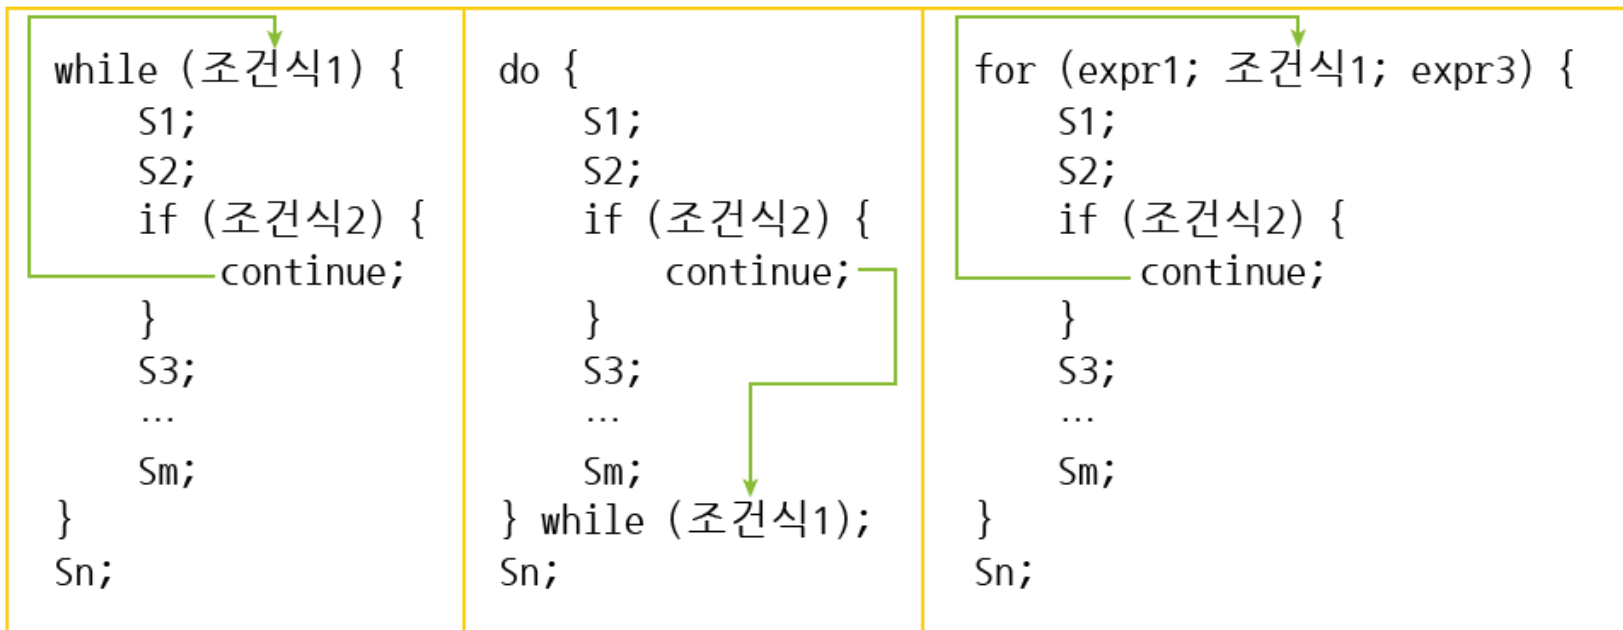 while (조건식1) {
S1;
S2;
if (조건식2) {
continue;
}
S3;
…
Sm;
}
Sn;
do {
S1;
S2;
if (조건식2) {
continue;
}
S3;
…
Sm;
} while (조건식1);
Sn;
for (expr1; 조건식1; expr3) {
S1;
S2;
if (조건식2) {
continue;
}
S3;
…
Sm;
}
Sn;